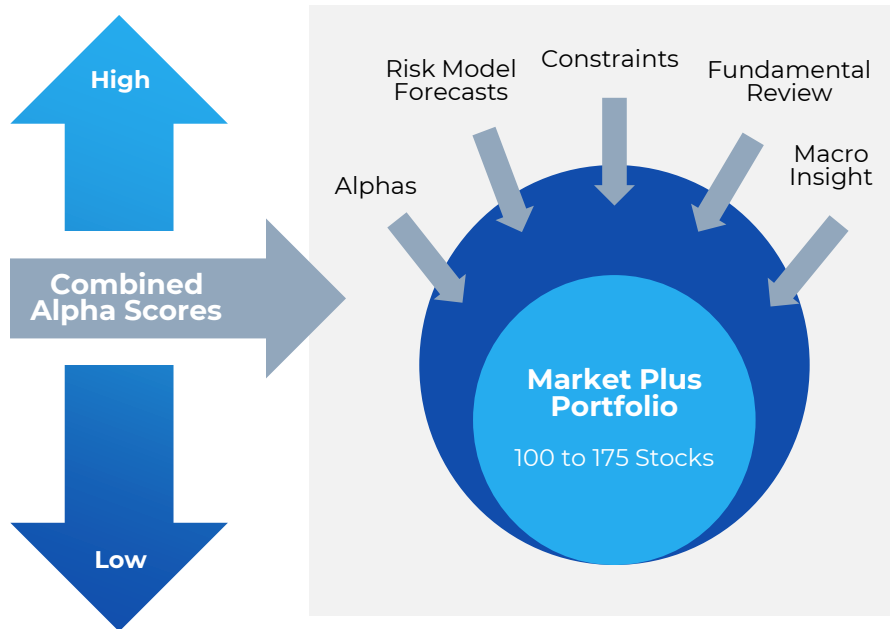 High
Combined
Alpha Scores
Low
Alphas
Risk Model
Forecasts
Constraints
Fundamental
Review
Macro
Insight
Market Plus
Portfolio
100 to 175 Stocks